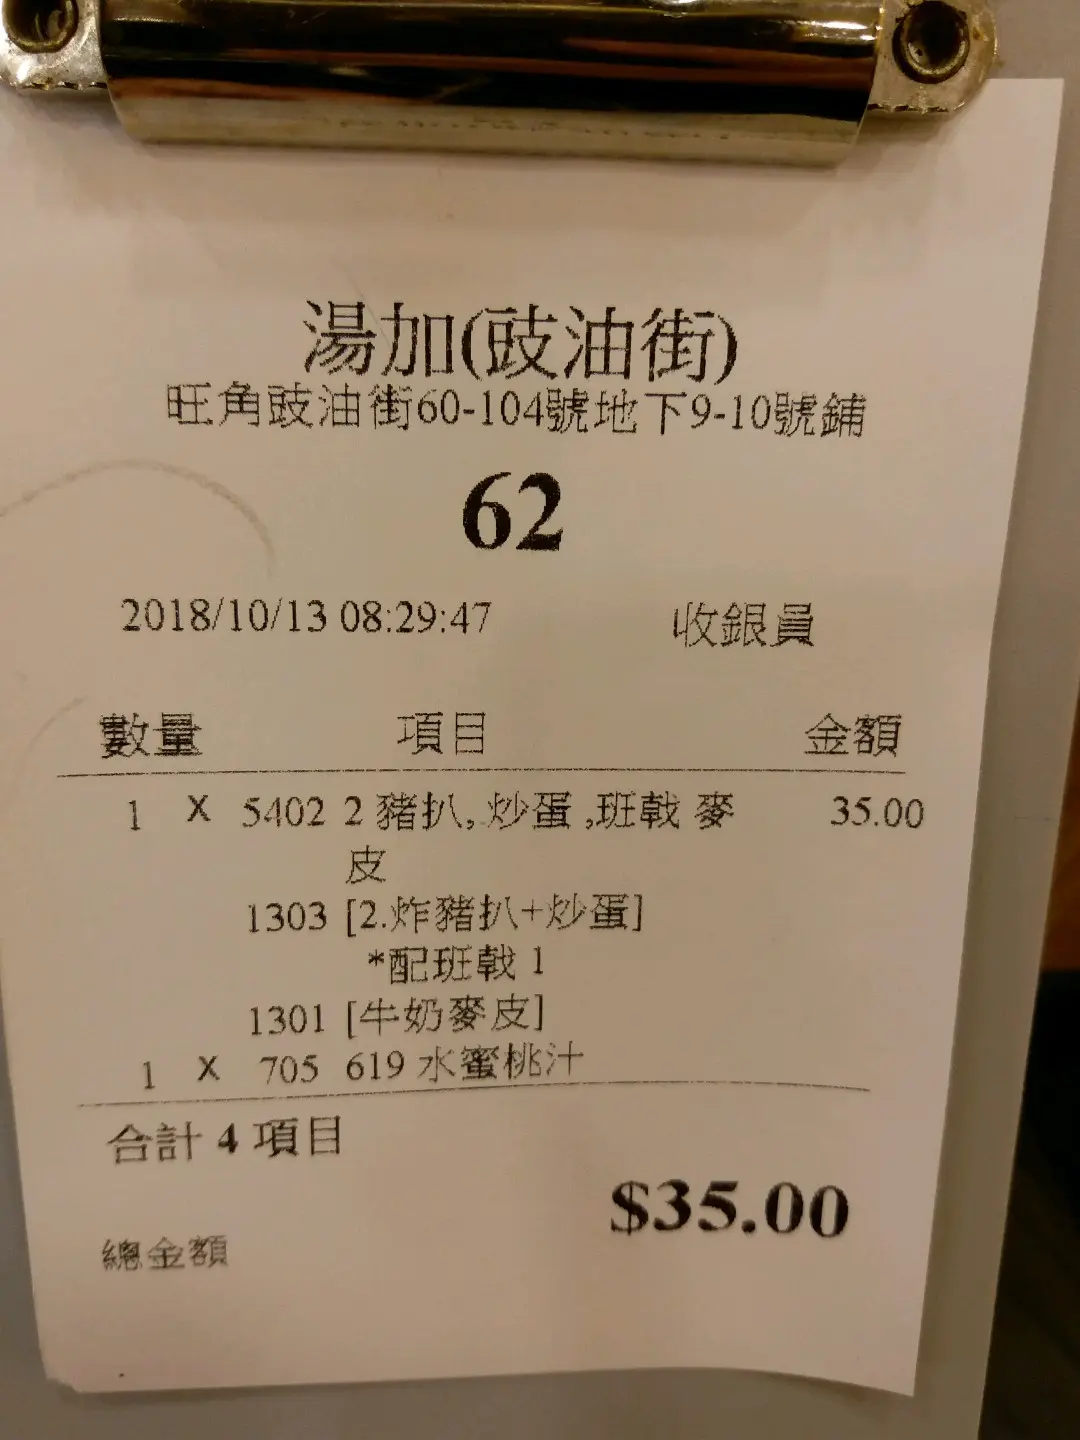 湯加(豉油街)
旺角豉油街60-104號地下9-10號鋪
62
2018/10/13 08:29:47 收銀員
數量 項目 金額
1 X 5402 2 豬扒,炒蛋,班戟 麥 35.00
皮
1303 [2.炸豬扒+炒蛋]
*配班戟 1
1301 [牛奶麥皮]
1 X 705 619 水蜜桃汁
合計 4 項目
$35.00
總金額